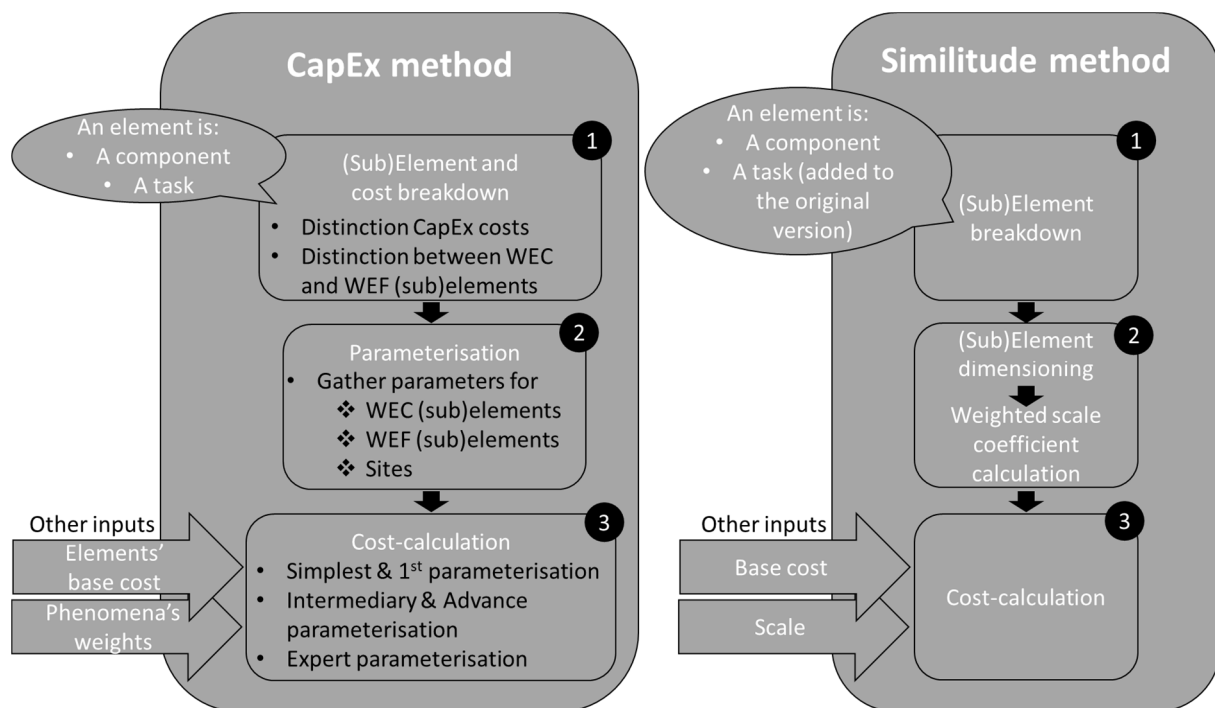 CapEx method
An element is:
• A component
• A task
1
(Sub)Element and
cost breakdown
• Distinction CapEx costs
• Distinction between WEC
and WEF (sub)elements
2
Parameterisation
• Gather parameters for
❖ WEC (sub)elements
❖ WEF (sub)elements
❖ Sites
Other inputs
Elements’
base cost
Phenomena’s
weights
3
Cost-calculation
• Simplest & 1st parameterisation
• Intermediary & Advance
parameterisation
• Expert parameterisation
Similitude method
An element is:
• A component
• A task (added to
the original
version)
1
(Sub)Element
breakdown
2
(Sub)Element
dimensioning
Weighted scale
coefficient
calculation
Other inputs
Base cost
Scale
3
Cost-calculation